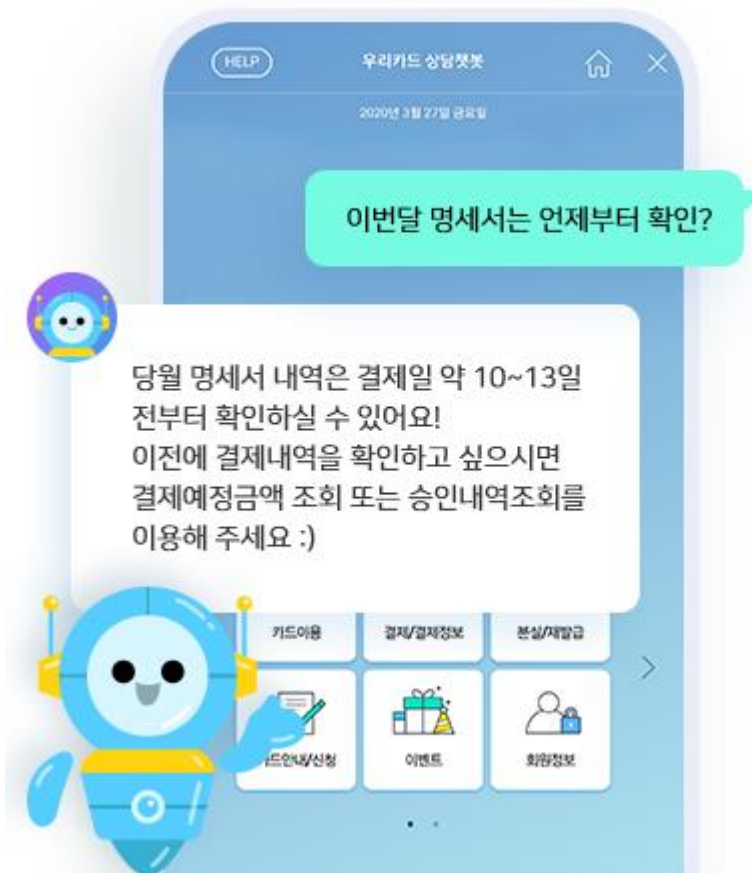 HELP
우리카드 상담챗봇
2020년 3월 27일 금요일
이번달 명세서는 언제부터 확인?
당월 명세서 내역은 결제일 약 10~13일
전부터 확인하실 수 있어요!
이전에 결제내역을 확인하고 싶으시면
결제예정금액 조회 또는 승인내역조회를
이용해 주세요 :)
카드이용
결제/결제정보
분실/재발급
카드안내/신청
이벤트
회원정보